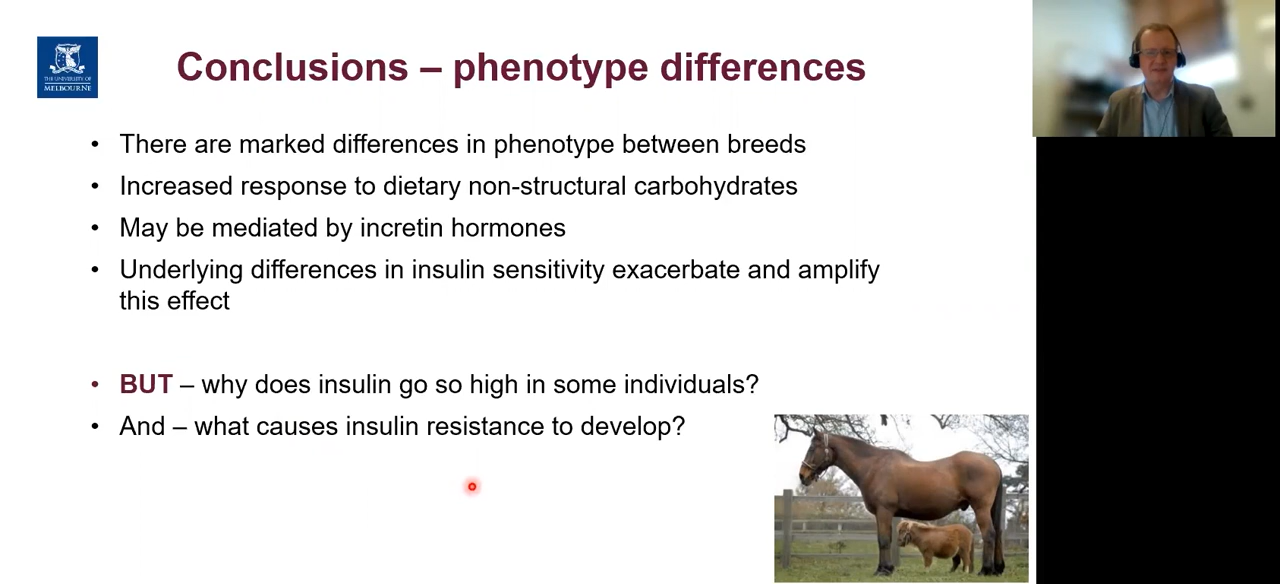 THE UNIVERSITY OF
MELBOURNE
Conclusions – phenotype differences
• There are marked differences in phenotype between breeds
• Increased response to dietary non-structural carbohydrates
• May be mediated by incretin hormones
• Underlying differences in insulin sensitivity exacerbate and amplify
this effect
• BUT – why does insulin go so high in some individuals?
• And – what causes insulin resistance to develop?